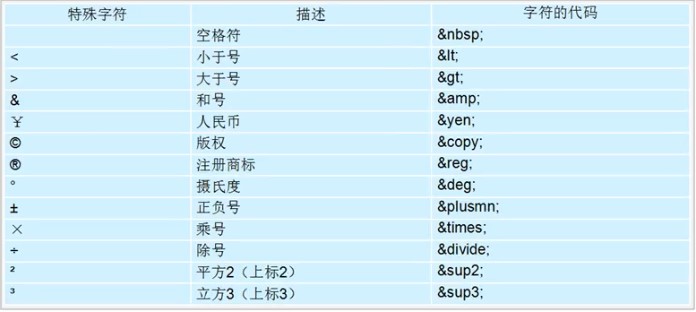 特殊字符 描述 字符的代码
空格符 &nbsp;
< 小于号 &lt;
> 大于号 &gt;
& 和号 &amp;
¥ 人民币 &yen;
© 版权 &copy;
® 注册商标 &reg;
° 摄氏度 &deg;
± 正负号 &plusmn;
× 乘号 &times;
÷ 除号 &divide;
² 平方2（上标2） &sup2;
³ 立方3（上标3） &sup3;